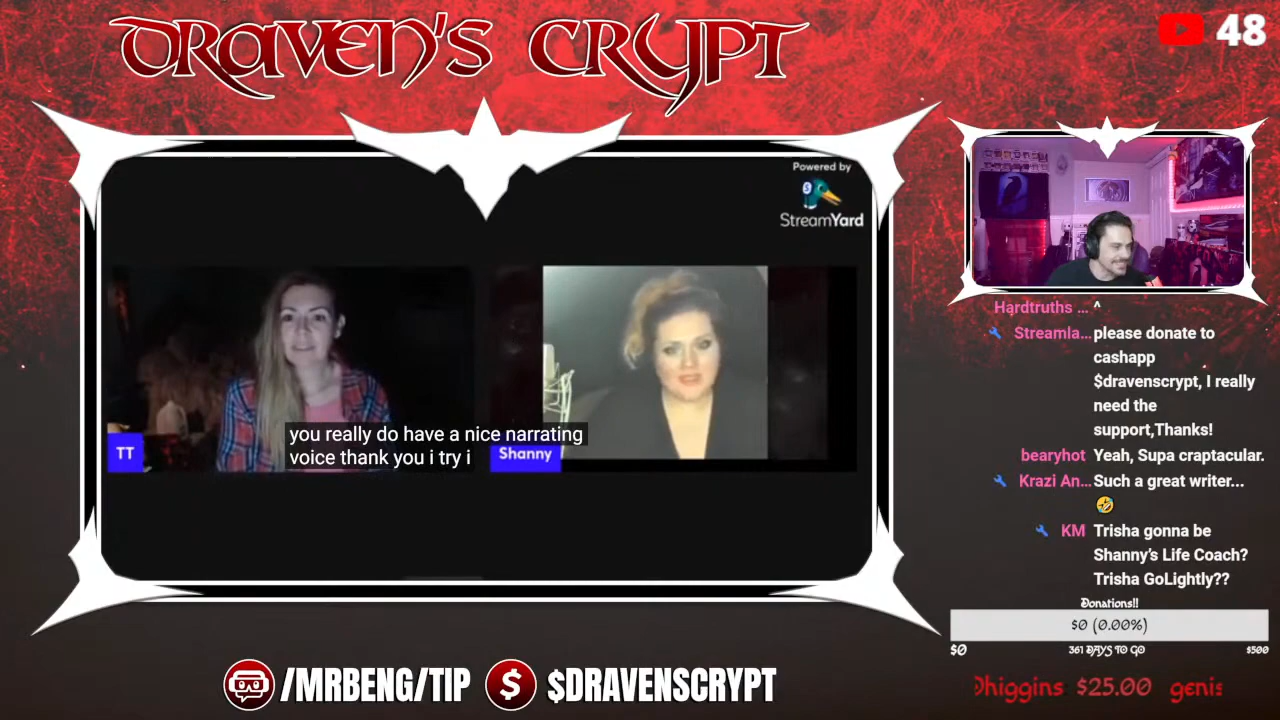 DRAVEN'S CRYPT
48
Powered by
StreamYard
TT
you really do have a nice narrating
voice thank you i try i
Shanny
Hardtruths ... ^
Streamla... please donate to
cashapp
$dravenscrypt, I really
need the
support,Thanks!
bearyhot Yeah, Supa craptacular.
Krazi An... Such a great writer...
🤣
KM Trisha gonna be
Shanny's Life Coach?
Trisha GoLightly??
Donations!!
$0 (0.00%)
$0 361 DAYS TO GO $500
/MRBENG/TIP $DRAVENSCRYPT
Dhiggins $25.00 genis